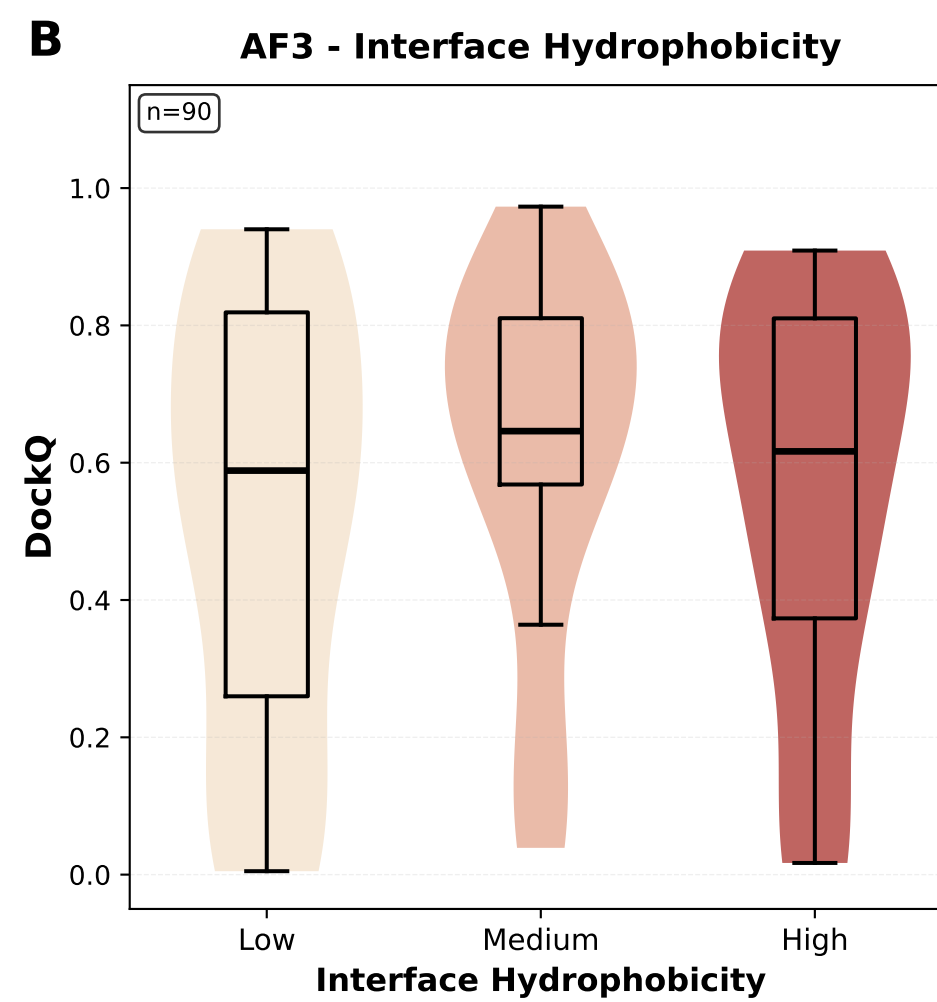 B
AF3 - Interface Hydrophobicity
n=90
1.0
0.8
0.6
0.4
0.2
0.0
DockQ
Low Medium High
Interface Hydrophobicity